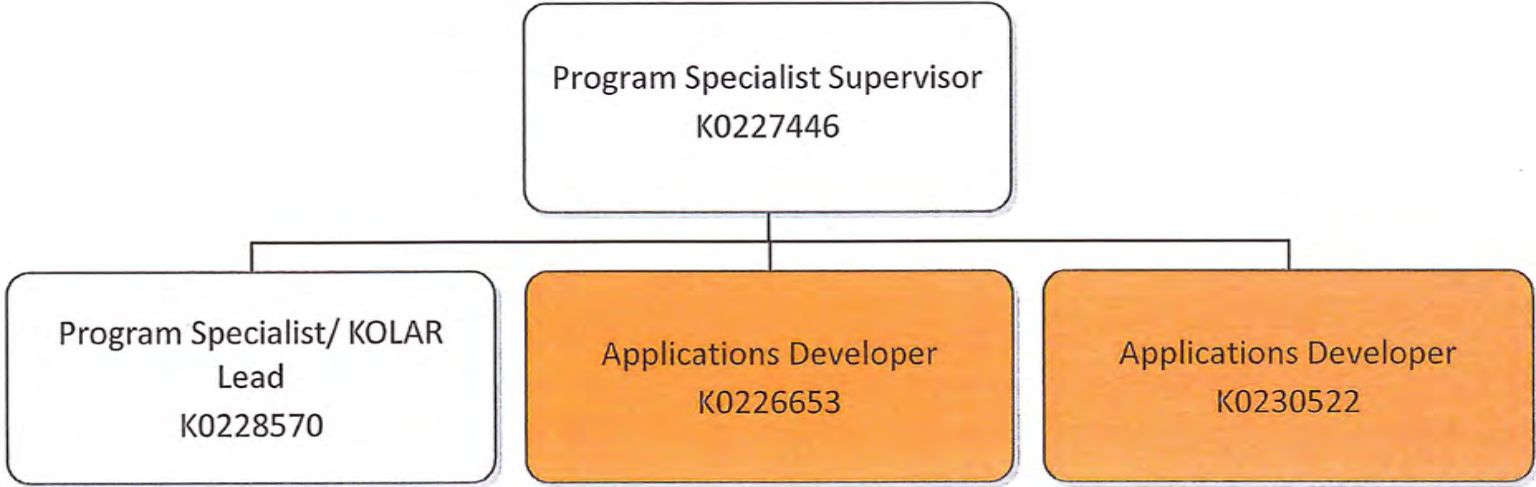 Program Specialist Supervisor
K0227446
Program Specialist/ KOLAR
Lead
K0228570
Applications Developer
K0226653
Applications Developer
K0230522